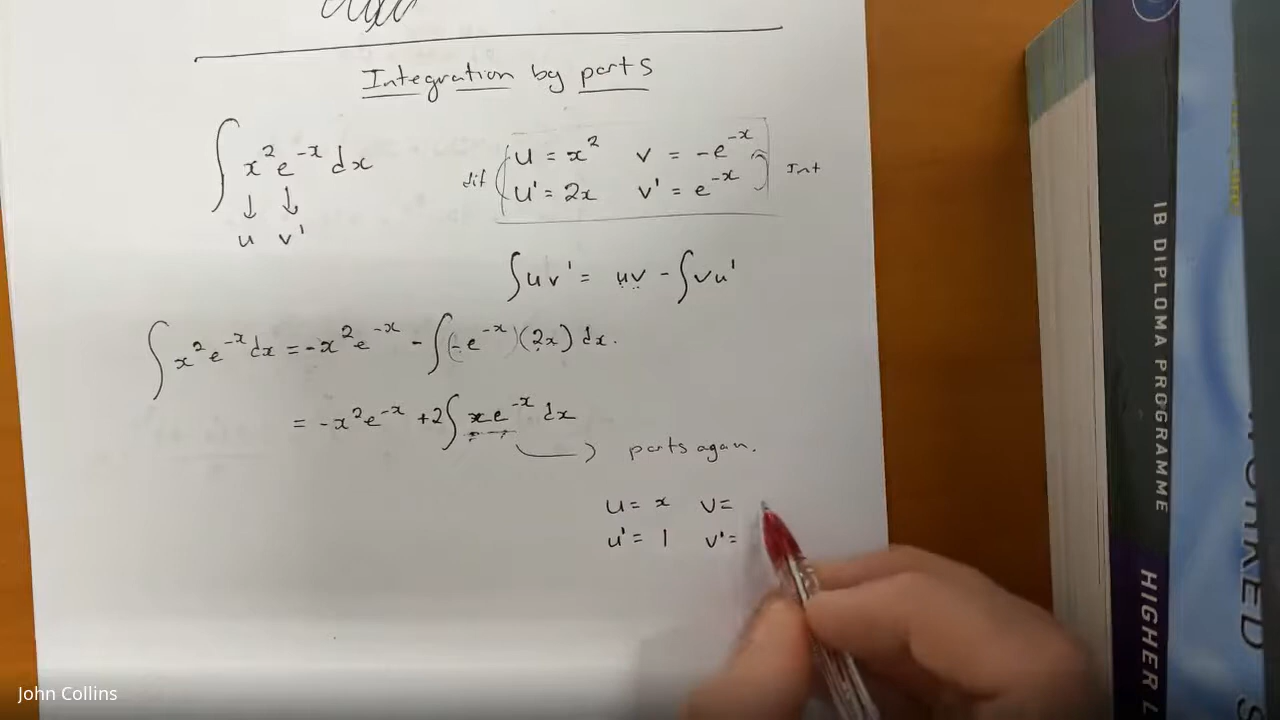 Integration by parts
∫ x²e⁻ˣ dx
↓ ↓
u v'
dif u = x² v = -e⁻ˣ Int
u' = 2x v' = e⁻ˣ
∫uv' = uv - ∫vu'
∫ x²e⁻ˣ dx = -x²e⁻ˣ - ∫(-e⁻ˣ)(2x) dx.
= -x²e⁻ˣ + 2∫ xe⁻ˣ dx
parts again.
u = x v =
u' = 1 v' =
IB DIPLOMA PROGRAMME
HIGHER L
WORKED S
John Collins